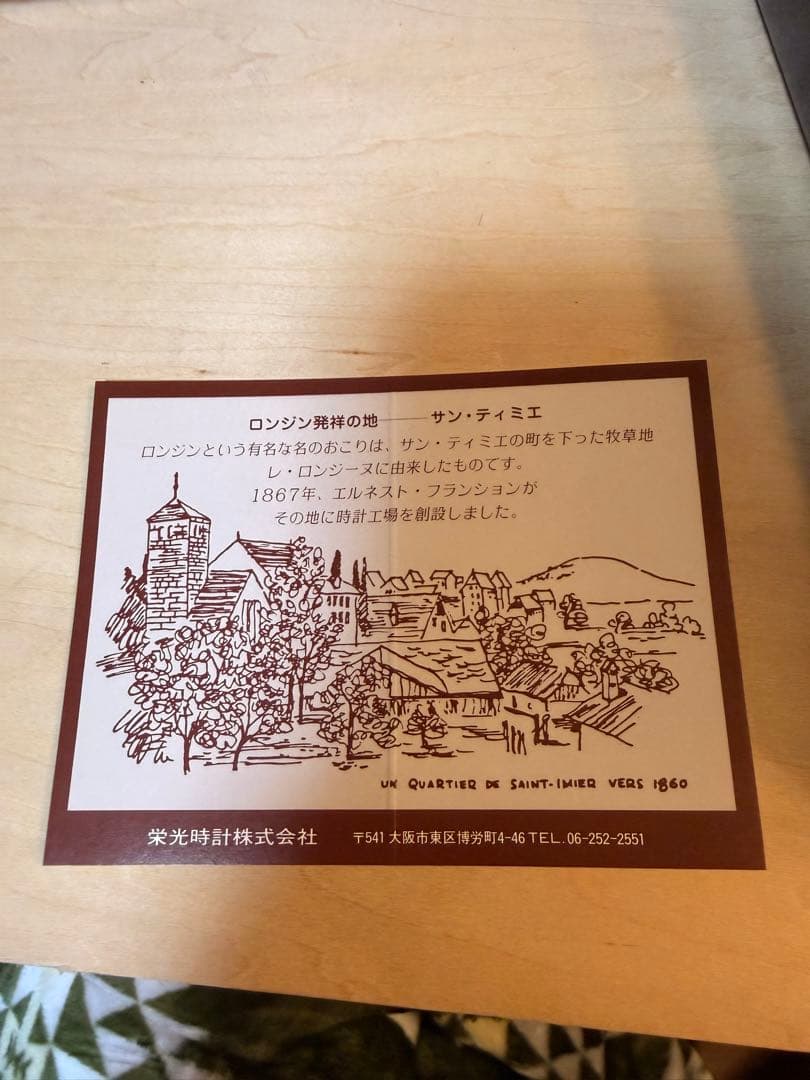 ロンジン発祥の地――サン・ティミエ
ロンジンという有名な名のおこりは、サン・ティミエの町を下った牧草地
レ・ロンジーヌに由来したものです。
1867年、エルネスト・フランションが
その地に時計工場を創設しました。
UN QUARTIER DE SAINT-IMIER VERS 1860
栄光時計株式会社 〒541 大阪市東区博労町4-46 TEL.06-252-2551